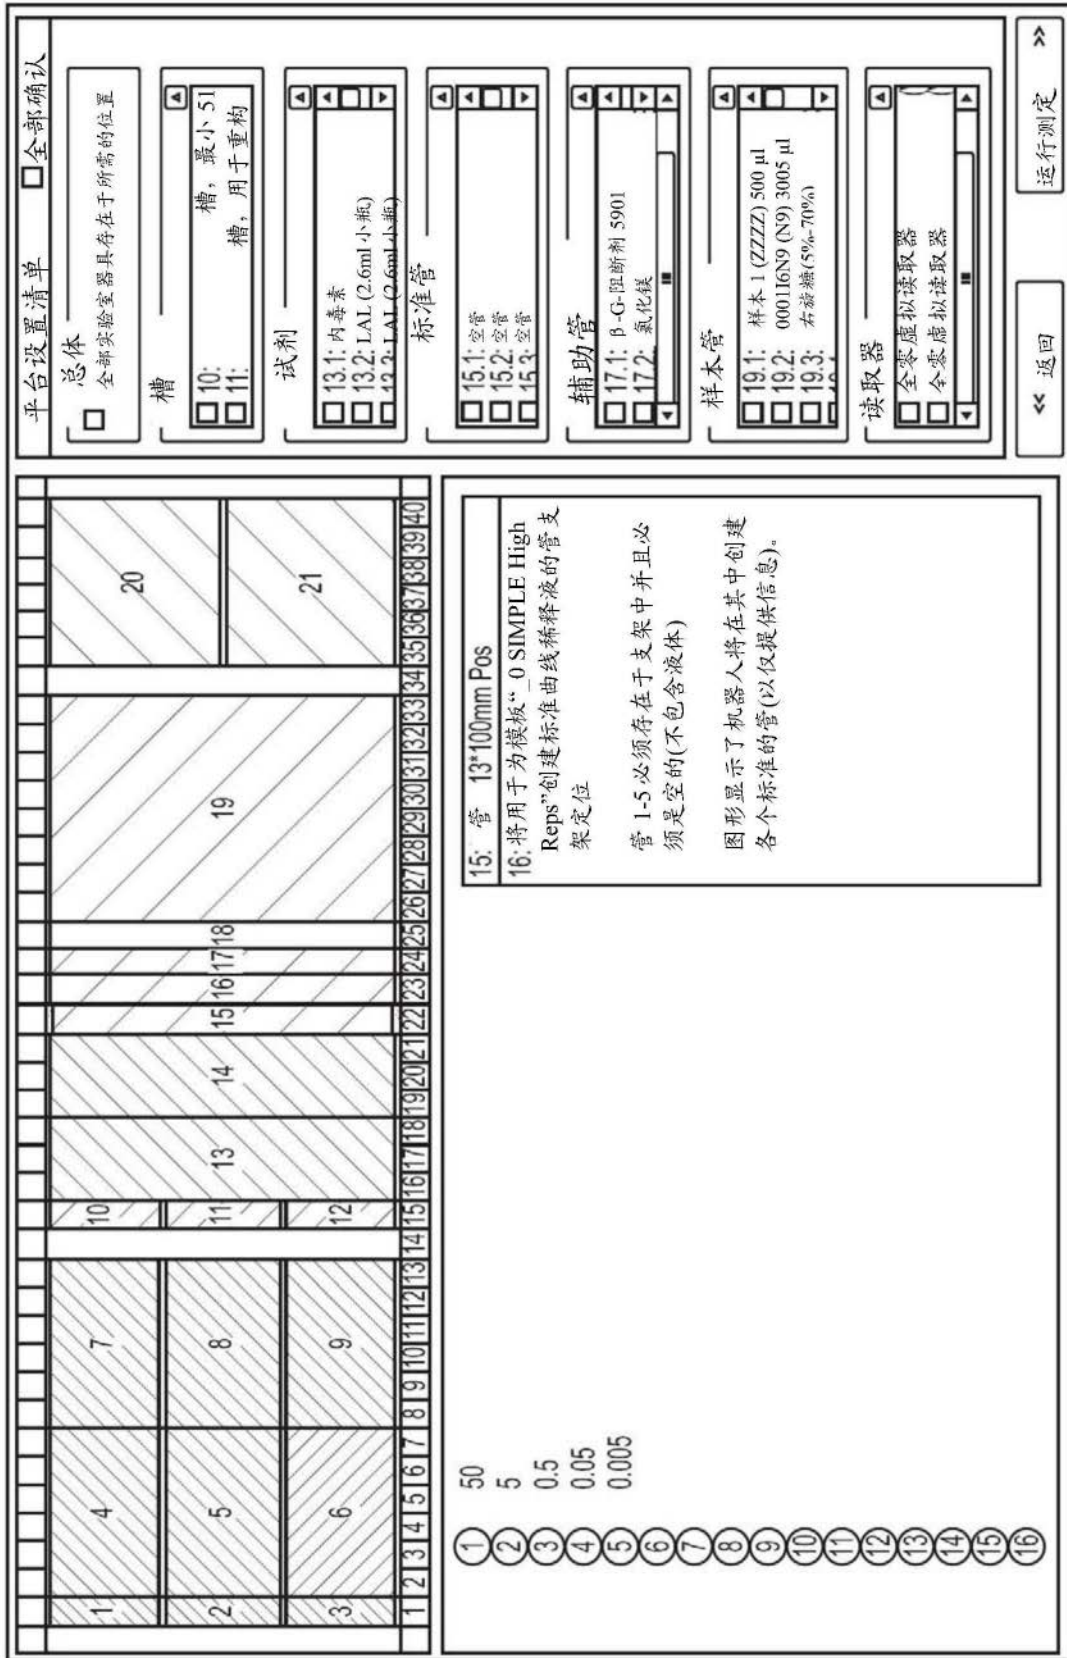 1
2
3
4
5
6
7
8
9
10
11
12
13
14
15
16
17
18
19
20
21
1 2 3 4 5 6 7 8 9 10 11 12 13 14 15 16 17 18 19 20 21 22 23 24 25 26 27 28 29 30 31 32 33 34 35 36 37 38 39 40
平台设置清单 全部确认
总体
全部实验室器具存在于所需的位置
槽
10: 槽，最小 51
11: 槽，用于重构
试剂
13.1: 内毒素
13.2: LAL (2.6ml 小瓶)
13.3: LAL (2.6ml 小瓶)
标准管
15.1: 空管
15.2: 空管
15.3: 空管
辅助管
17.1: β-G-阻断剂 5901
17.2: 氯化镁
样本管
19.1: 样本 1 (ZZZZ) 500 µl
19.2: 0001I6N9 (N9) 3005 µl
19.3: 右旋糖(5%-70%)
读取器
全零虚拟读取器
全零虚拟读取器
<< 返回
运行测定 >>
① 50
② 5
③ 0.5
④ 0.05
⑤ 0.005
⑥
⑦
⑧
⑨
⑩
⑪
⑫
⑬
⑭
⑮
⑯
15: 管 13*100mm Pos
16: 将用于为模板“_0 SIMPLE High
Reps”创建标准曲线稀释液的管支
架定位
管 1-5 必须存在于支架中并且必
须是空的(不包含液体)
图形显示了机器人将在其中创建
各个标准的管(以仅提供信息)。